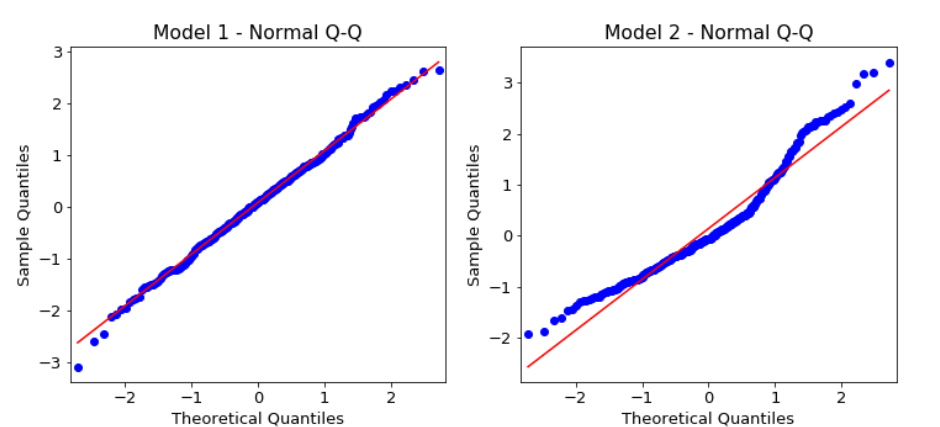 Model 1 - Normal Q-Q
3
2
1
0
−1
−2
−3
Sample Quantiles
−2 −1 0 1 2
Theoretical Quantiles
Model 2 - Normal Q-Q
3
2
1
0
−1
−2
Sample Quantiles
−2 −1 0 1 2
Theoretical Quantiles